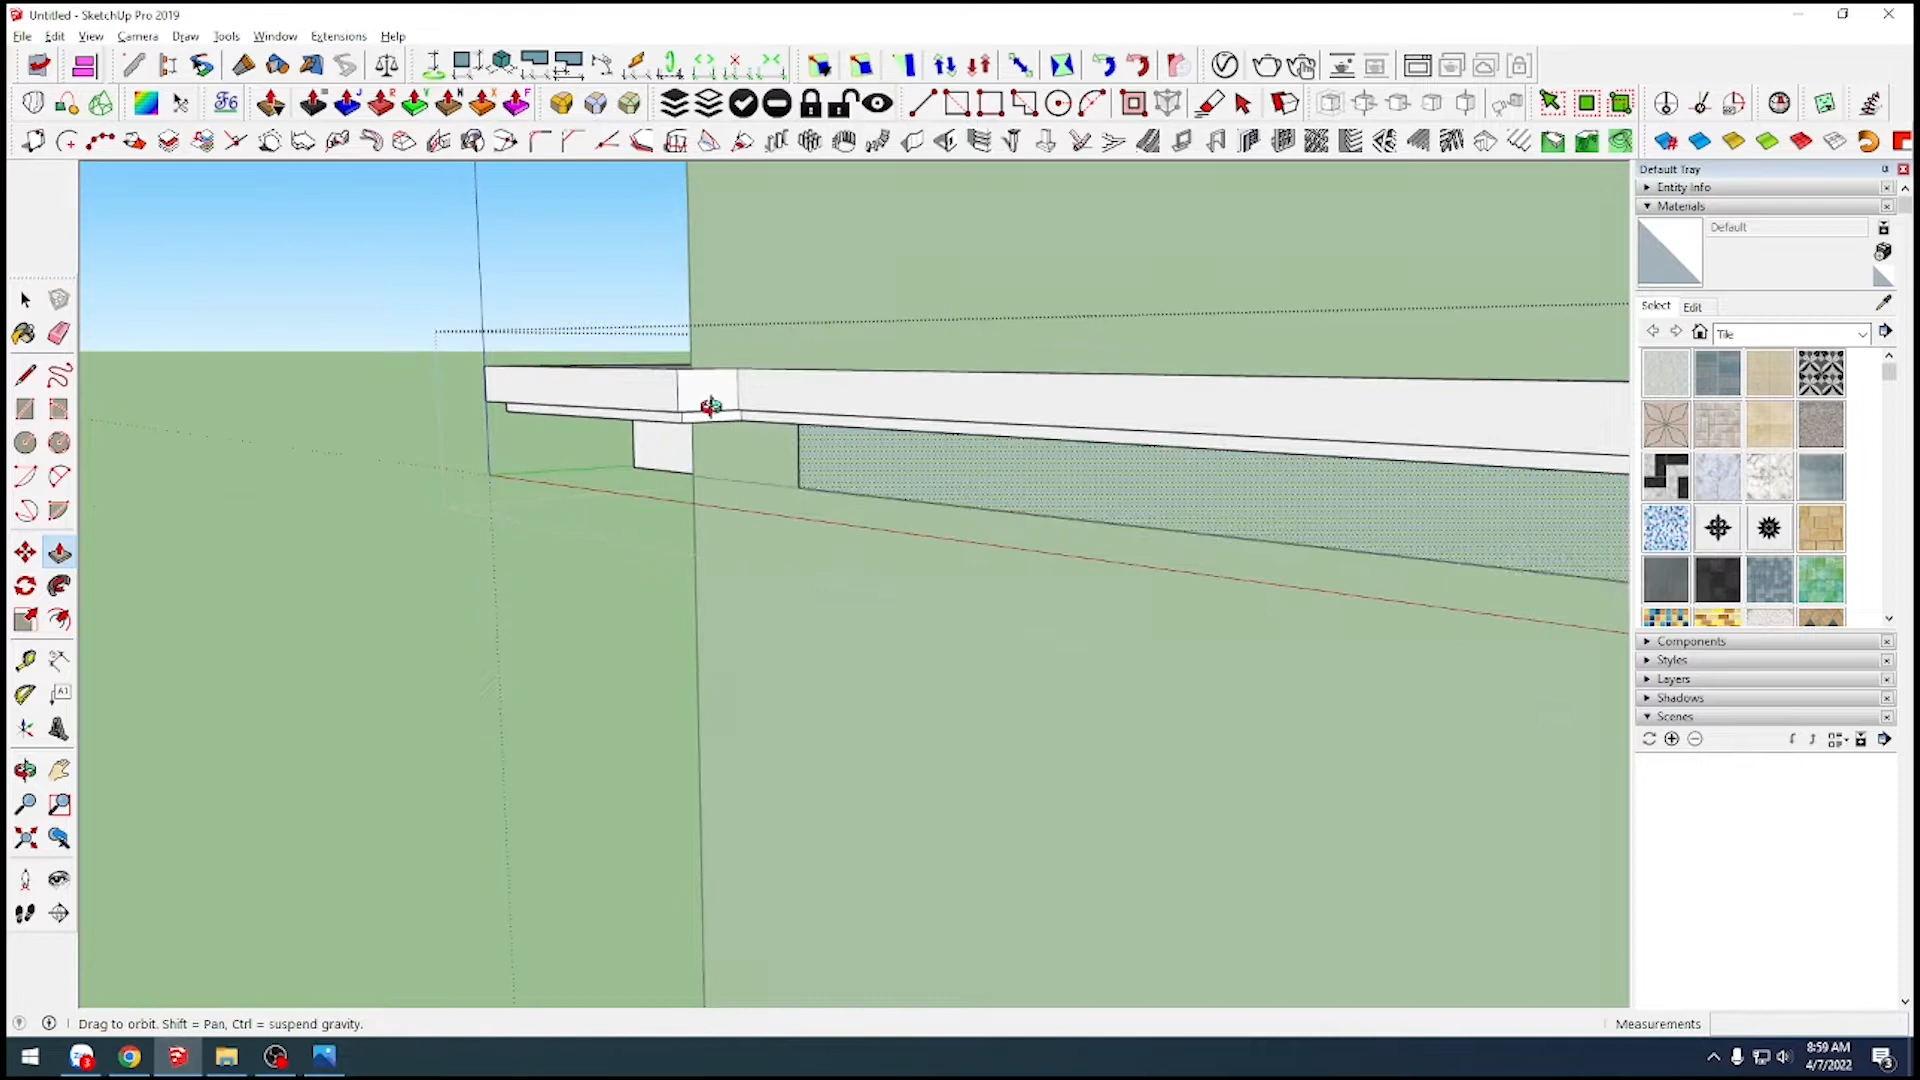 Untitled - SketchUp Pro 2019
File Edit View Camera Draw Tools Window Extensions Help
Default Tray
Entity Info
Materials
Default
Select Edit
Tile
Components
Styles
Layers
Shadows
Scenes
Drag to orbit. Shift = Pan, Ctrl = suspend gravity.
Measurements
8:59 AM
4/7/2022